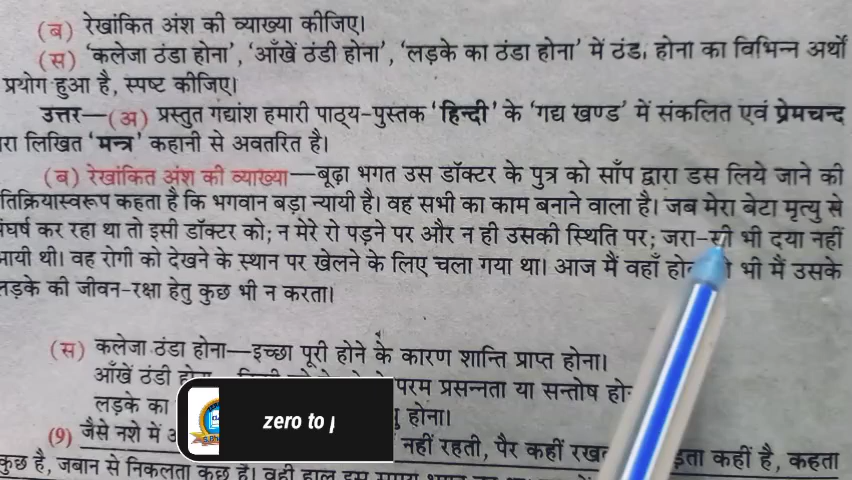 (ब) रेखांकित अंश की व्याख्या कीजिए।
(स) 'कलेजा ठंडा होना', 'आँखें ठंडी होना', 'लड़के का ठंडा होना' में ठंडा होना का विभिन्न अर्थों
प्रयोग हुआ है, स्पष्ट कीजिए।
उत्तर—(अ) प्रस्तुत गद्यांश हमारी पाठ्य-पुस्तक 'हिन्दी' के 'गद्य खण्ड' में संकलित एवं प्रेमचन्द
रा लिखित 'मन्त्र' कहानी से अवतरित है।
(ब) रेखांकित अंश की व्याख्या—बूढ़ा भगत उस डॉक्टर के पुत्र को साँप द्वारा डस लिये जाने की
तिक्रियास्वरूप कहता है कि भगवान बड़ा न्यायी है। वह सभी का काम बनाने वाला है। जब मेरा बेटा मृत्यु से
घर्ष कर रहा था तो इसी डॉक्टर को; न मेरे रो पड़ने पर और न ही उसकी स्थिति पर; जरा-सी भी दया नहीं
आयी थी। वह रोगी को देखने के स्थान पर खेलने के लिए चला गया था। आज मैं वहाँ भी मैं उसके
लड़के की जीवन-रक्षा हेतु कुछ भी न करता।
(स) कलेजा ठंडा होना—इच्छा पूरी होने के कारण शान्ति प्राप्त होना।
आँखें ठंडी परम प्रसन्नता या सन्तोष
लड़के का होना।
zero to
(9) जैसे नशे में नहीं रहती, पैर कहीं कहीं है, कहता
कुछ है, जबान से निकलता कुछ है। वही हाल इस समय